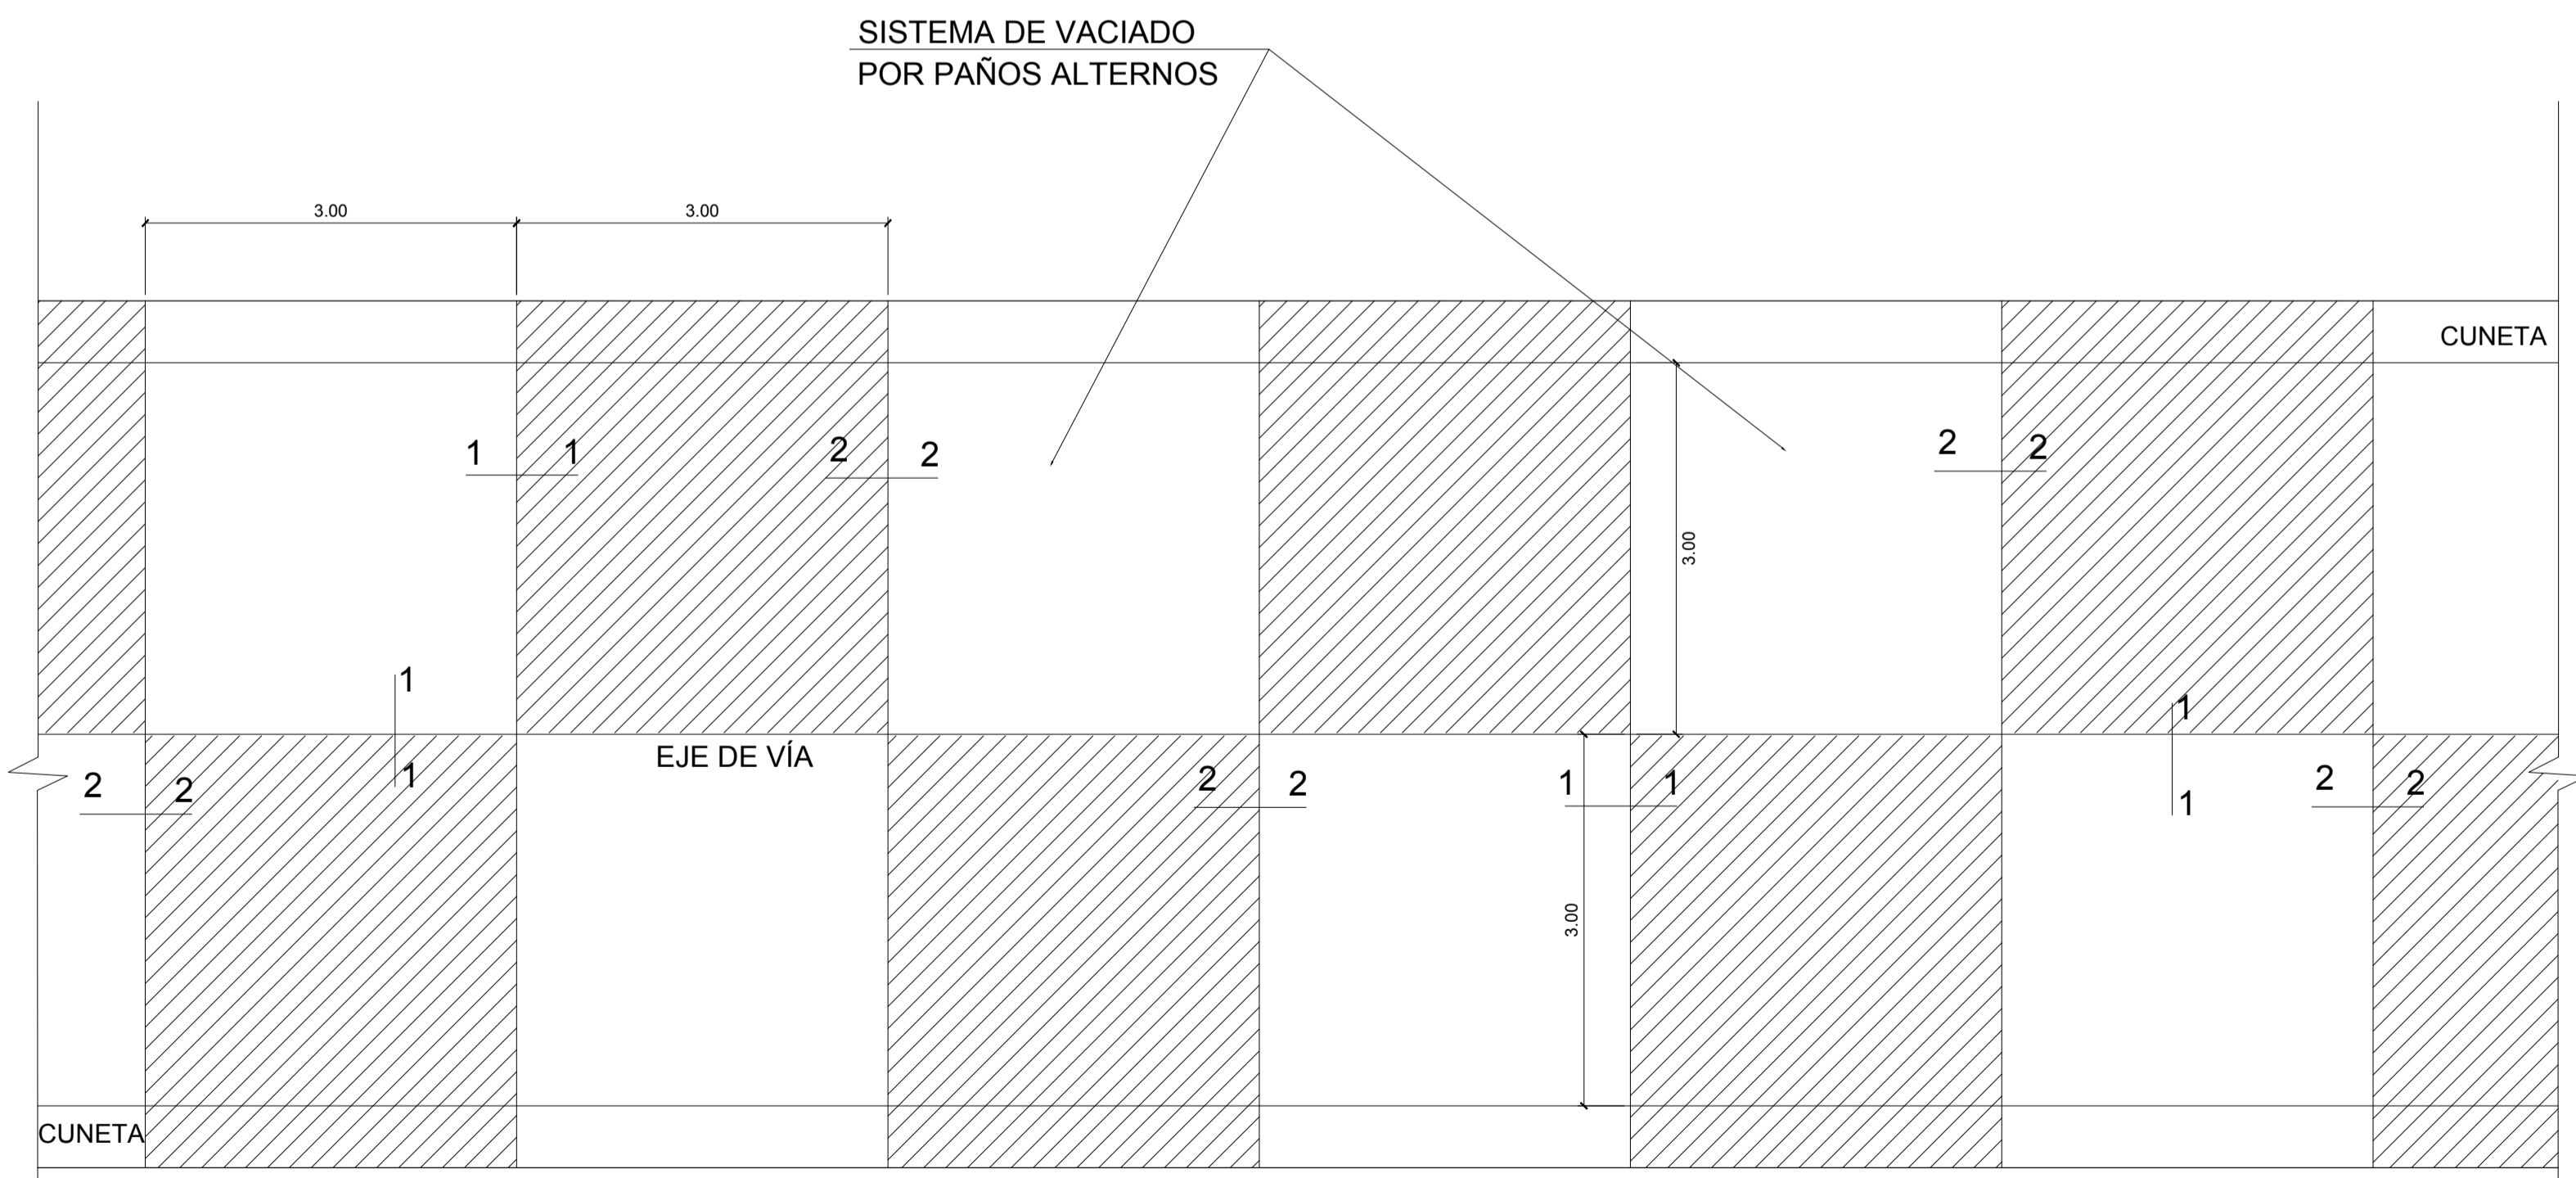 SISTEMA DE VACIADO
POR PAÑOS ALTERNOS
3.00 3.00
CUNETA
1 1 2 2 2 2
3.00
1 1
EJE DE VÍA
1 1
2 2 2 2 1 1 2 2
3.00
CUNETA